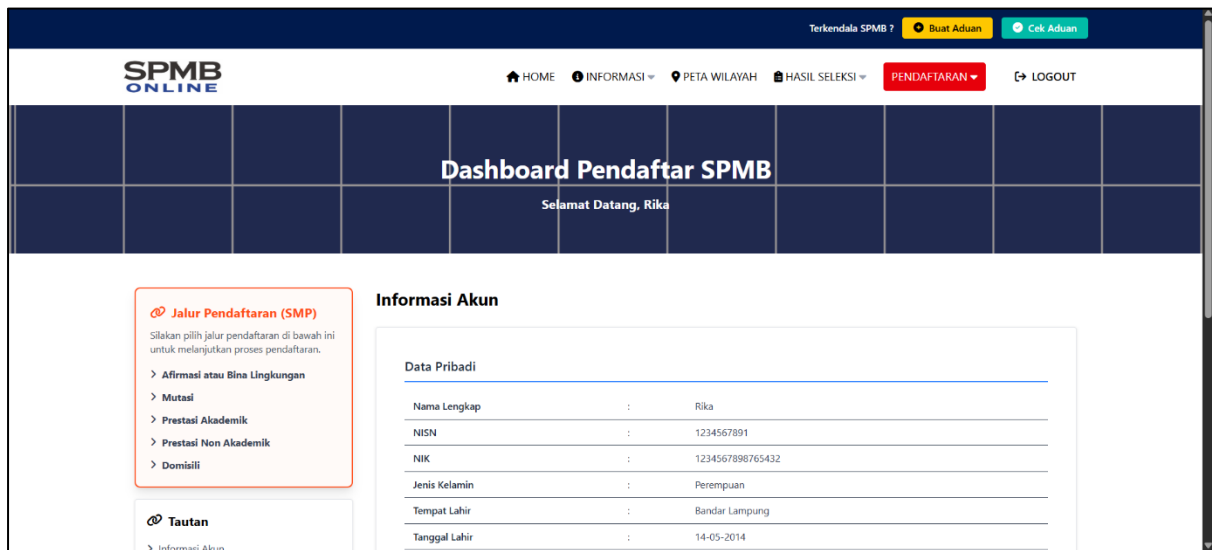 Terkendala SPMB ? Buat Aduan Cek Aduan
SPMB
ONLINE
HOME INFORMASI PETA WILAYAH HASIL SELEKSI PENDAFTARAN LOGOUT
Dashboard Pendaftar SPMB
Selamat Datang, Rika
Jalur Pendaftaran (SMP)
Silakan pilih jalur pendaftaran di bawah ini
untuk melanjutkan proses pendaftaran.
Afirmasi atau Bina Lingkungan
Mutasi
Prestasi Akademik
Prestasi Non Akademik
Domisili
Tautan
Informasi Akun
Informasi Akun
Data Pribadi
Nama Lengkap : Rika
NISN : 1234567891
NIK : 1234567898765432
Jenis Kelamin : Perempuan
Tempat Lahir : Bandar Lampung
Tanggal Lahir : 14-05-2014